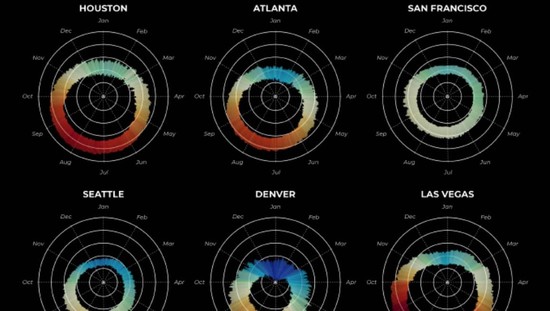 HOUSTON ATLANTA SAN FRANCISCO
Jan Jan Jan
Dec Feb Dec Feb Dec Feb
Nov Mar Nov Mar Nov Mar
Oct Apr Oct Apr Oct Apr
Sep May Sep May Sep May
Aug Jun Aug Jun Aug Jun
Jul Jul Jul
SEATTLE DENVER LAS VEGAS
Jan Jan Jan
Dec Feb Dec Feb Dec Feb
Nov Mar Nov Mar Nov Mar
Oct Apr Oct Apr Oct Apr